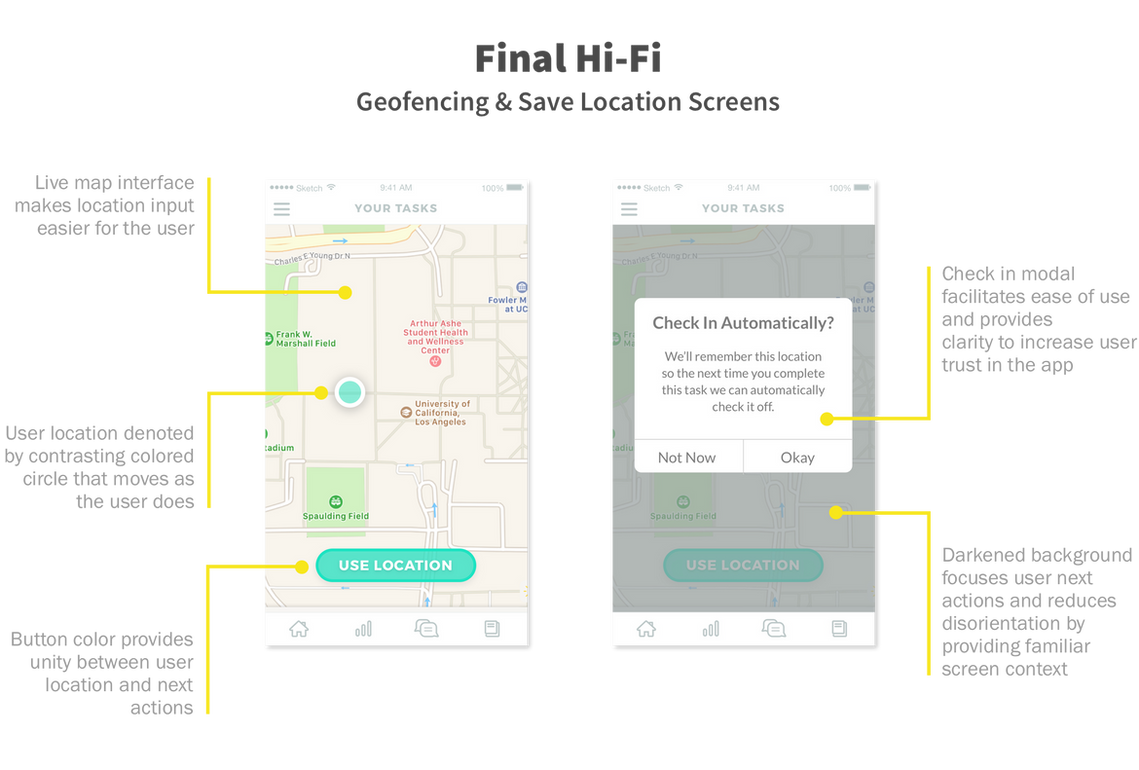 Final Hi-Fi
Geofencing & Save Location Screens
Live map interface
makes location input
easier for the user
User location denoted
by contrasting colored
circle that moves as
the user does
Button color provides
unity between user
location and next
actions
Sketch 9:41 AM 100%
YOUR TASKS
Charles E Young Dr N
Fowler M
at UC
Frank W.
Marshall Field
Arthur Ashe
Student Health
and Wellness
Center
University of
California,
Los Angeles
tadium
Spaulding Field
USE LOCATION
Sketch 9:41 AM 100%
YOUR TASKS
Charles E Young Dr N
Fowler M
at UC
Check In Automatically?
We'll remember this location
so the next time you complete
this task we can automatically
check it off.
Not Now Okay
Spaulding Field
USE LOCATION
Check in modal
facilitates ease of use
and provides
clarity to increase user
trust in the app
Darkened background
focuses user next
actions and reduces
disorientation by
providing familiar
screen context